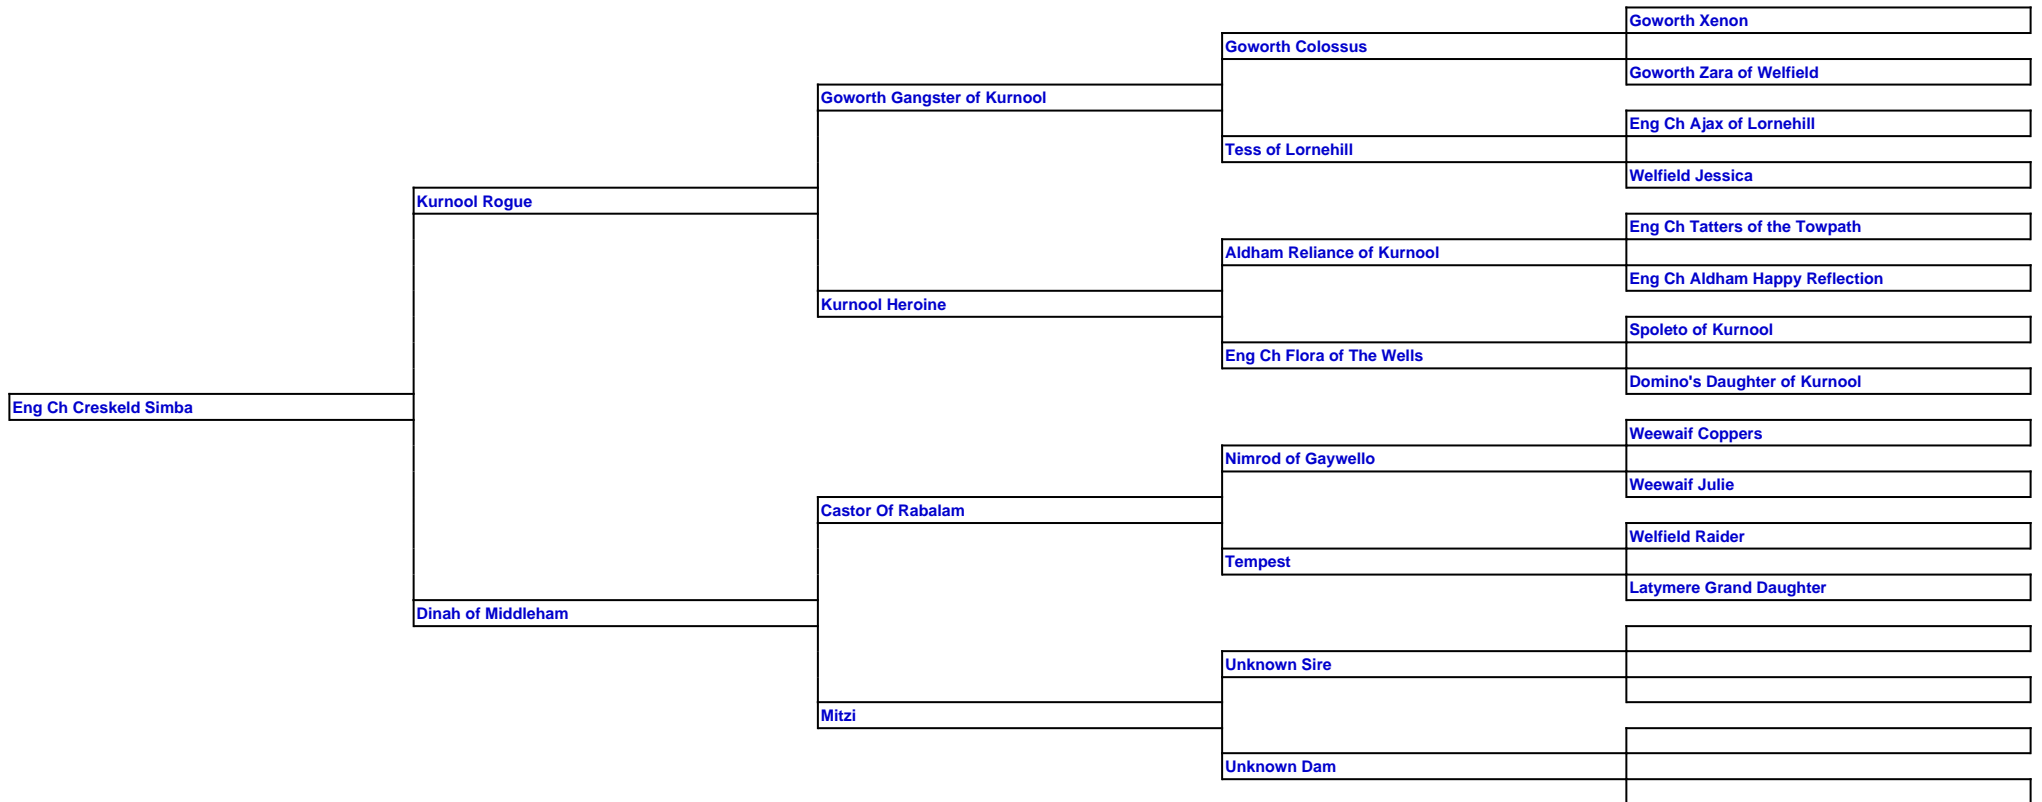 Goworth Xenon
Goworth Colossus
Goworth Zara of Welfield
Goworth Gangster of Kurnool
Eng Ch Ajax of Lornehill
Tess of Lornehill
Welfield Jessica
Kurnool Rogue
Eng Ch Tatters of the Towpath
Aldham Reliance of Kurnool
Eng Ch Aldham Happy Reflection
Kurnool Heroine
Spoleto of Kurnool
Eng Ch Flora of The Wells
Domino's Daughter of Kurnool
Eng Ch Creskeld Simba
Weewaif Coppers
Nimrod of Gaywello
Weewaif Julie
Castor Of Rabalam
Welfield Raider
Tempest
Latymere Grand Daughter
Dinah of Middleham
Unknown Sire
Mitzi
Unknown Dam